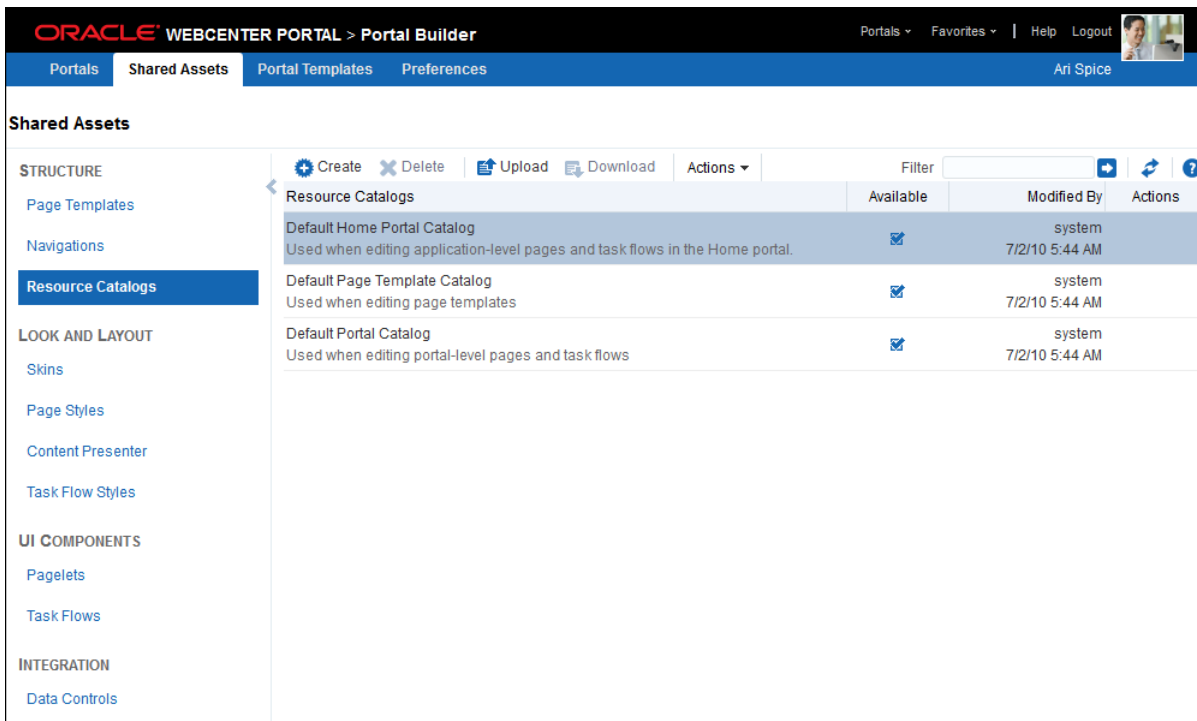 ORACLE WEBCENTER PORTAL > Portal Builder
Portals Favorites | Help Logout
Portals Shared Assets Portal Templates Preferences Ari Spice
Shared Assets
STRUCTURE
Page Templates
Navigations
Resource Catalogs
LOOK AND LAYOUT
Skins
Page Styles
Content Presenter
Task Flow Styles
UI COMPONENTS
Pagelets
Task Flows
INTEGRATION
Data Controls
Create Delete Upload Download Actions Filter ?
Resource Catalogs Available Modified By Actions
Default Home Portal Catalog system
Used when editing application-level pages and task flows in the Home portal. 7/2/10 5:44 AM
Default Page Template Catalog system
Used when editing page templates 7/2/10 5:44 AM
Default Portal Catalog system
Used when editing portal-level pages and task flows 7/2/10 5:44 AM